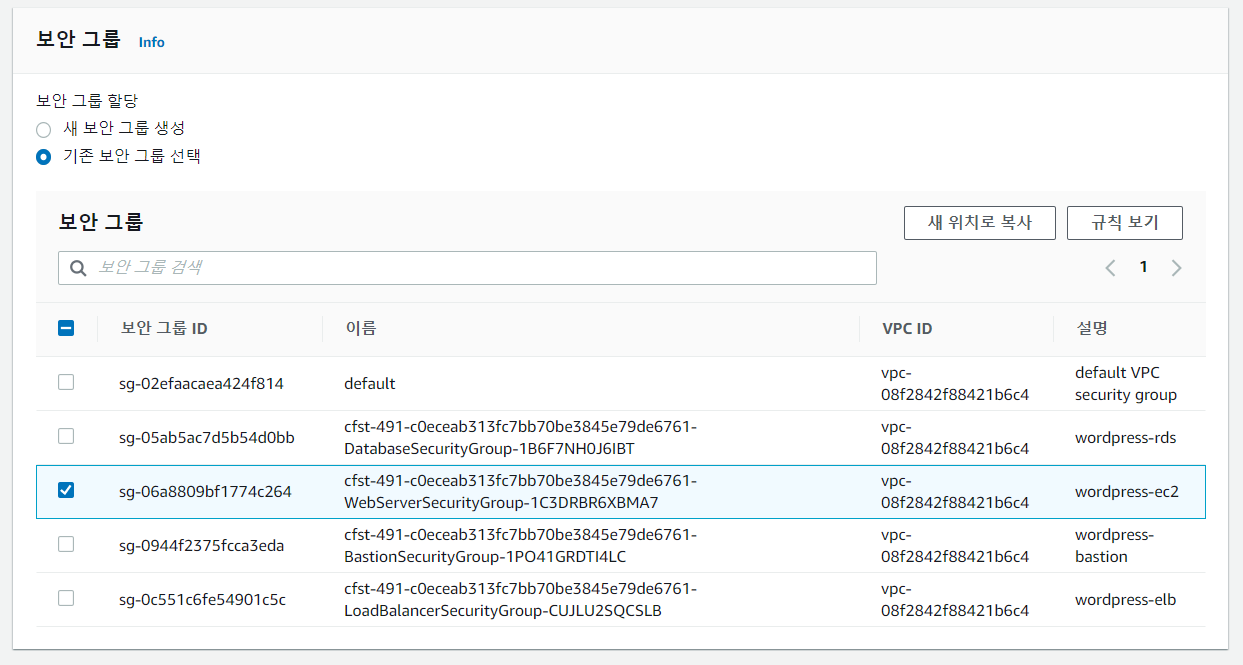 보안 그룹 Info
보안 그룹 할당
새 보안 그룹 생성
기존 보안 그룹 선택
보안 그룹
새 위치로 복사
규칙 보기
보안 그룹 검색
1
보안 그룹 ID 이름 VPC ID 설명
sg-02efaacaea424f814 default vpc-08f2842f88421b6c4 default VPC security group
sg-05ab5ac7d5b54d0bb cfst-491-c0eceab313fc7bb70be3845e79de6761-DatabaseSecurityGroup-1B6F7NH0J6IBT vpc-08f2842f88421b6c4 wordpress-rds
sg-06a8809bf1774c264 cfst-491-c0eceab313fc7bb70be3845e79de6761-WebServerSecurityGroup-1C3DRBR6XBMA7 vpc-08f2842f88421b6c4 wordpress-ec2
sg-0944f2375fcca3eda cfst-491-c0eceab313fc7bb70be3845e79de6761-BastionSecurityGroup-1PO41GRDTI4LC vpc-08f2842f88421b6c4 wordpress-bastion
sg-0c551c6fe54901c5c cfst-491-c0eceab313fc7bb70be3845e79de6761-LoadBalancerSecurityGroup-CUJLU2SQCSLB vpc-08f2842f88421b6c4 wordpress-elb